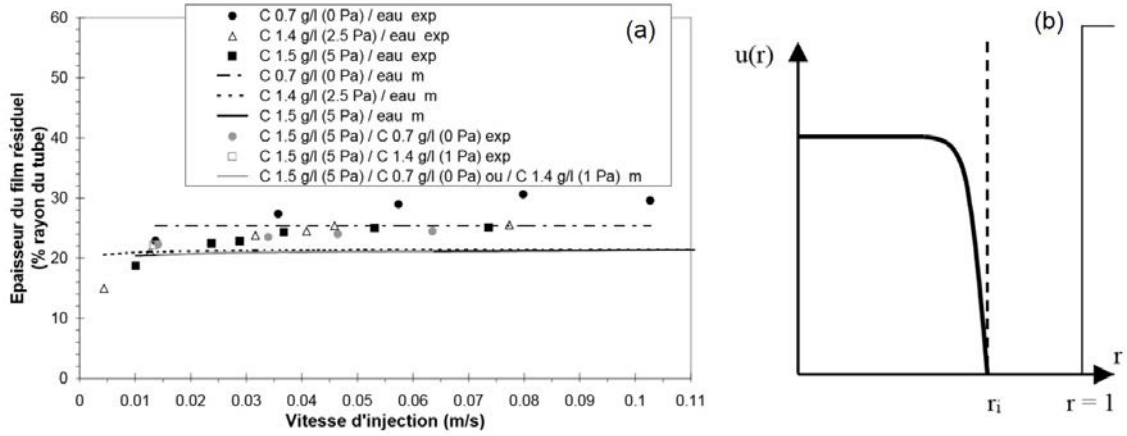 C 0.7 g/l (0 Pa) / eau exp
C 1.4 g/l (2.5 Pa) / eau exp
C 1.5 g/l (5 Pa) / eau exp
C 0.7 g/l (0 Pa) / eau m
C 1.4 g/l (2.5 Pa) / eau m
C 1.5 g/l (5 Pa) / eau m
C 1.5 g/l (5 Pa) / C 0.7 g/l (0 Pa) exp
C 1.5 g/l (5 Pa) / C 1.4 g/l (1 Pa) exp
C 1.5 g/l (5 Pa) / C 0.7 g/l (0 Pa) ou / C 1.4 g/l (1 Pa) m
(a)
Epaisseur du film résiduel
(% rayon du tube)
60
50
40
30
20
10
0
0 0.01 0.02 0.03 0.04 0.05 0.06 0.07 0.08 0.09 0.1 0.11
Vitesse d'injection (m/s)
(b)
u(r)
r
ri
r = 1